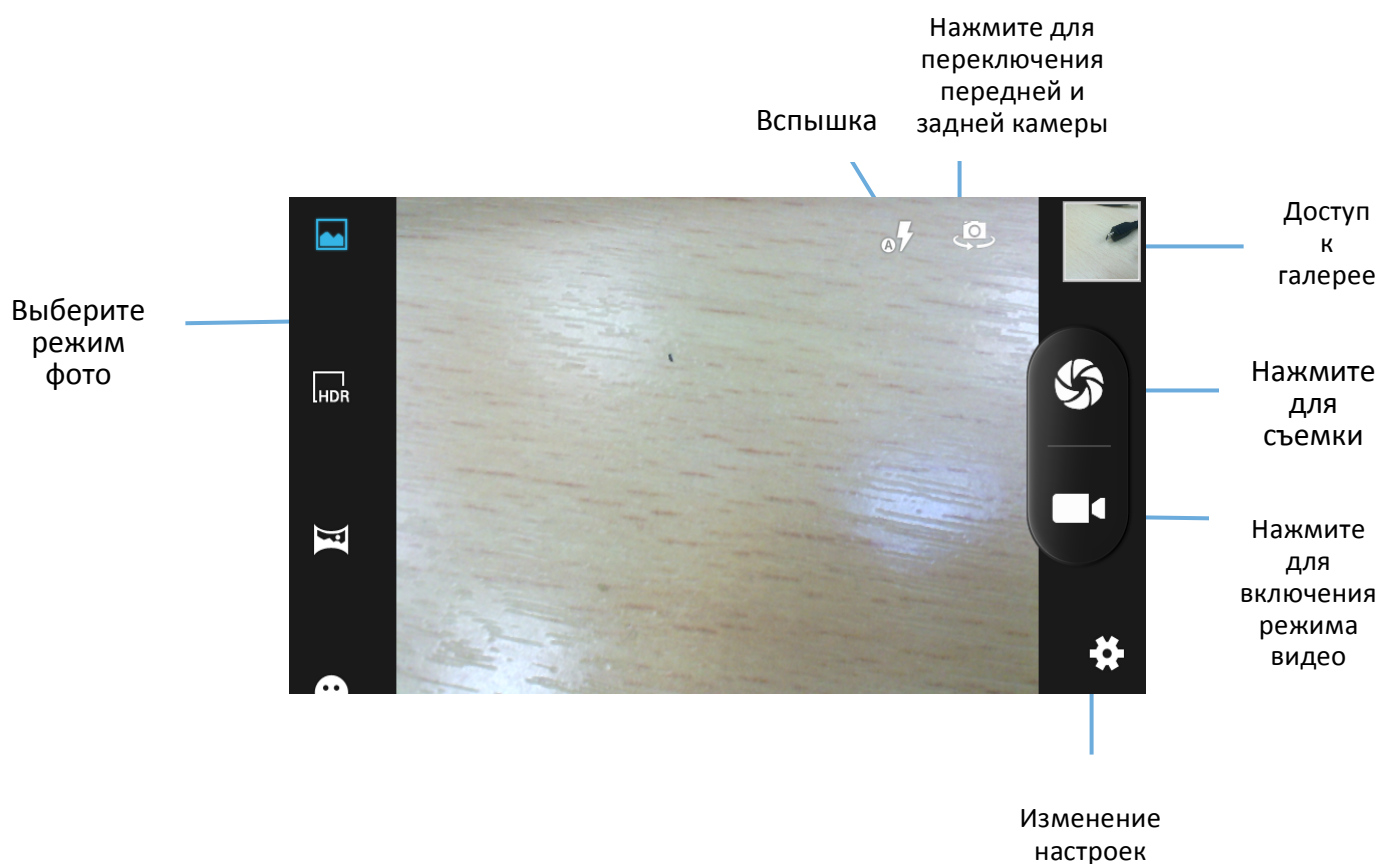 Нажмите для
переключения
передней и
задней камеры
Вспышка
Доступ
к
галерее
Выберите
режим
фото
HDR
A
Нажмите
для
съемки
Нажмите
для
включения
режима
видео
Изменение
настроек